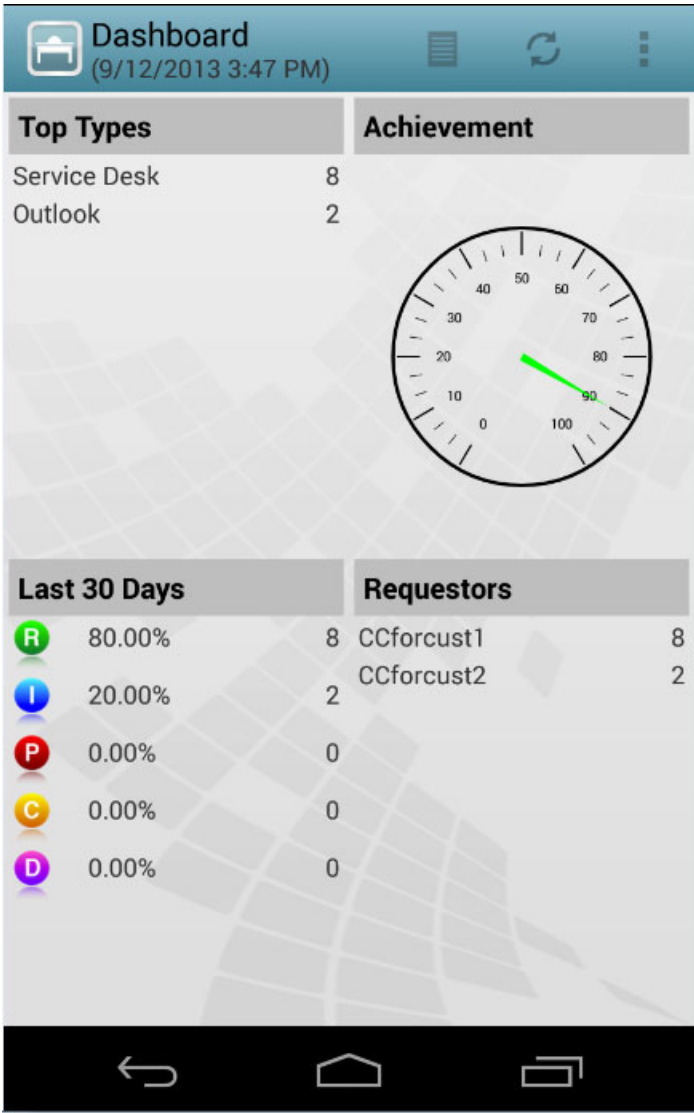 Dashboard
(9/12/2013 3:47 PM)
Top Types
Service Desk 8
Outlook 2
Achievement
0
10
20
30
40
50
60
70
80
90
100
Last 30 Days
R 80.00% 8
I 20.00% 2
P 0.00% 0
C 0.00% 0
D 0.00% 0
Requestors
CCforcust1 8
CCforcust2 2